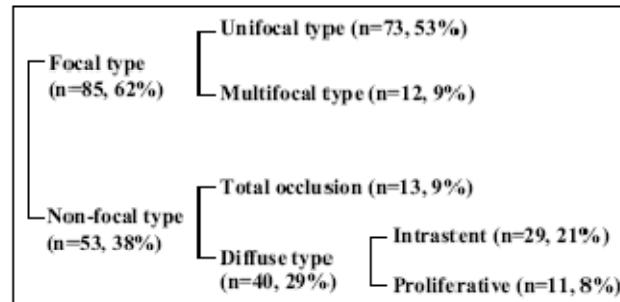 Unifocal type (n=73, 53%)
Focal type
(n=85, 62%)
Multifocal type (n=12, 9%)
Total occlusion (n=13, 9%)
Non-focal type
(n=53, 38%)
Intrastent (n=29, 21%)
Diffuse type
(n=40, 29%)
Proliferative (n=11, 8%)